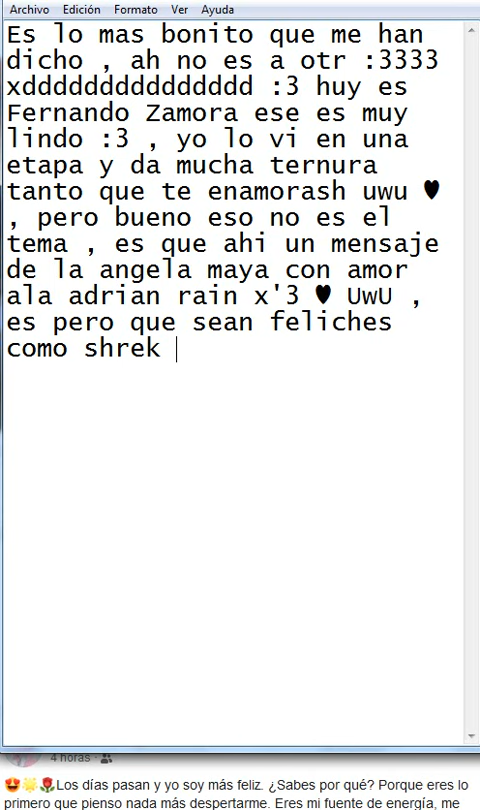 Archivo Edición Formato Ver Ayuda
Es lo mas bonito que me han
dicho , ah no es a otr :3333
xddddddddddddddd :3 huy es
Fernando Zamora ese es muy
lindo :3 , yo lo vi en una
etapa y da mucha ternura
tanto que te enamorash uwu ♥
, pero bueno eso no es el
tema , es que ahi un mensaje
de la angela maya con amor
ala adrian rain x'3 ♥ UwU ,
es pero que sean feliches
como shrek
4 horas ·
😍🌟🌹Los días pasan y yo soy más feliz. ¿Sabes por qué? Porque eres lo
primero que pienso nada más despertarme. Eres mi fuente de energía, me